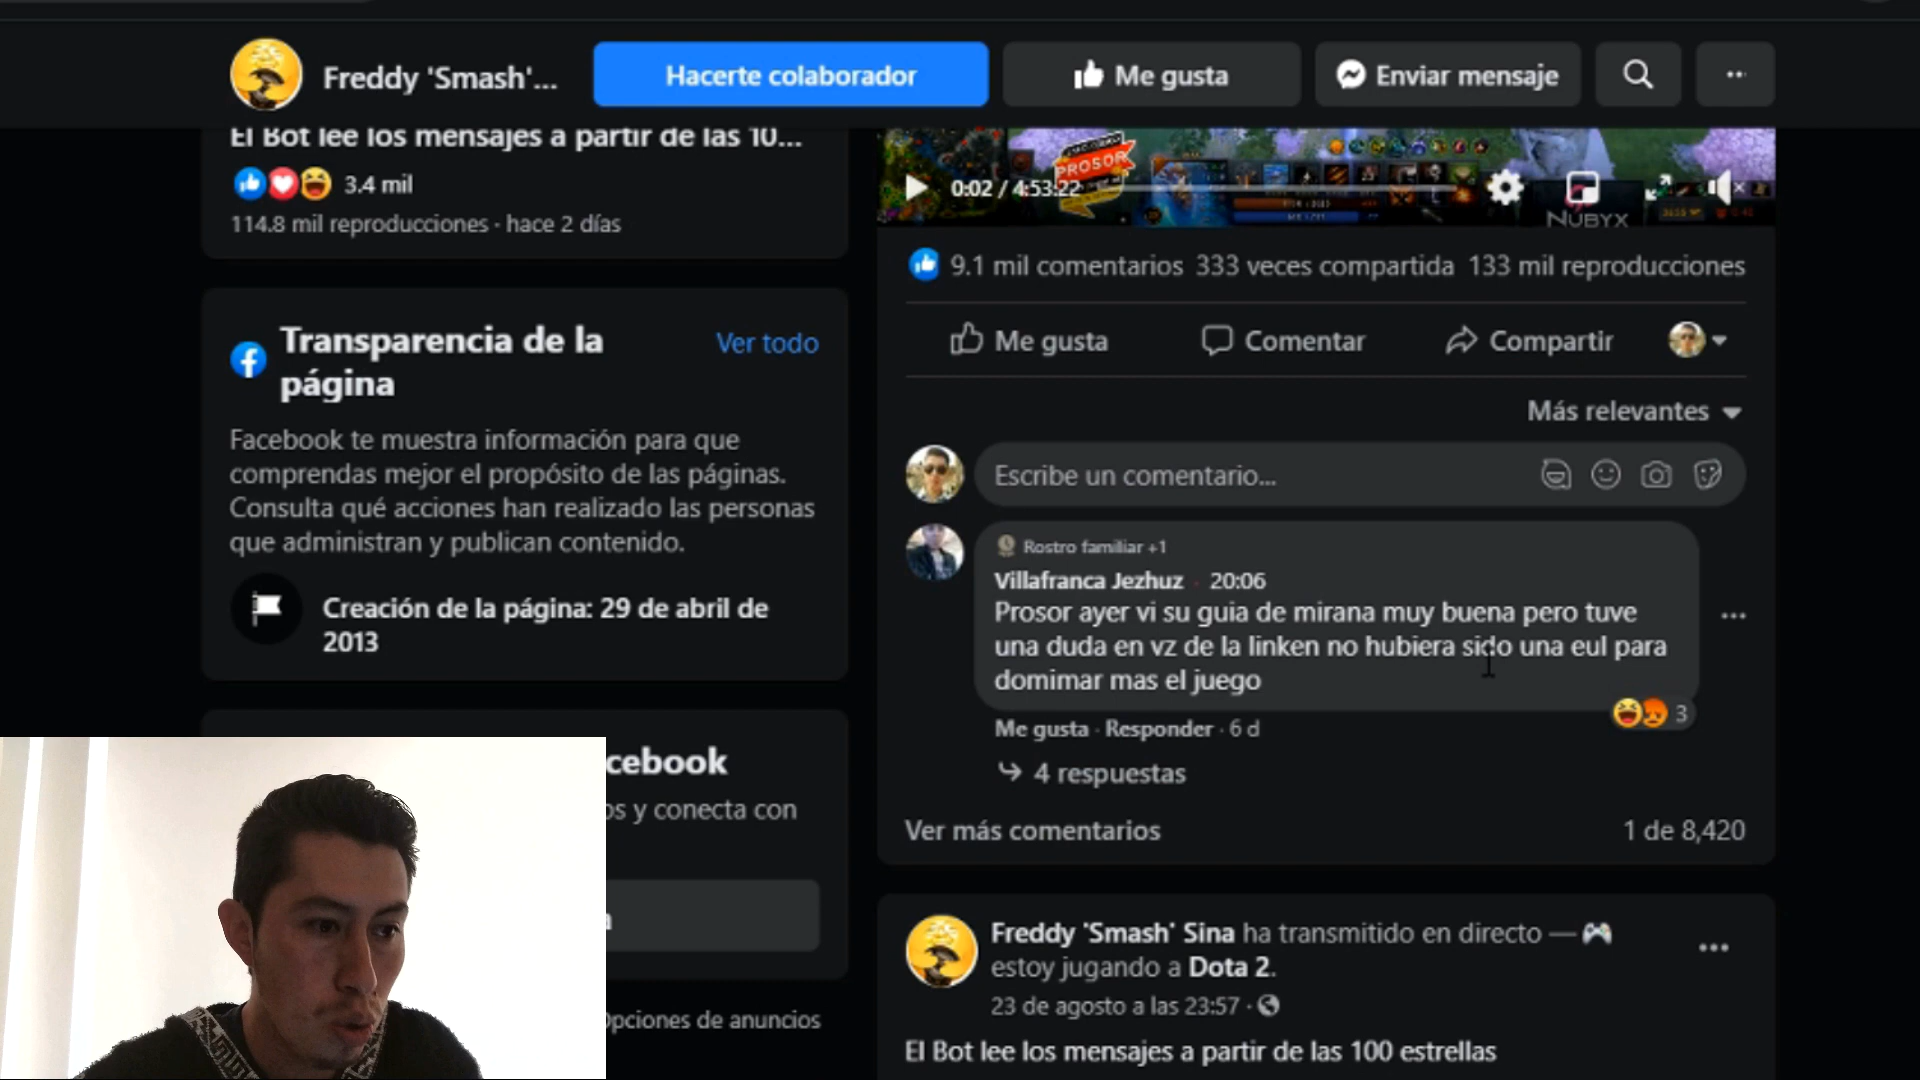 Freddy 'Smash'...
Hacerte colaborador
Me gusta
Enviar mensaje
El Bot lee los mensajes a partir de las 10...
3.4 mil
114.8 mil reproducciones · hace 2 días
Transparencia de la
página
Ver todo
Facebook te muestra información para que
comprendas mejor el propósito de las páginas.
Consulta qué acciones han realizado las personas
que administran y publican contenido.
Creación de la página: 29 de abril de
2013
cebook
os y conecta con
Opciones de anuncios
PROSOR
0:02 / 4:53:22
NUBYX
9.1 mil comentarios 333 veces compartida 133 mil reproducciones
Me gusta
Comentar
Compartir
Más relevantes
Escribe un comentario...
Rostro familiar +1
Villafranca Jezhuz · 20:06
Prosor ayer vi su guia de mirana muy buena pero tuve
una duda en vz de la linken no hubiera sido una eul para
domimar mas el juego
3
Me gusta · Responder · 6 d
4 respuestas
Ver más comentarios
1 de 8,420
Freddy 'Smash' Sina ha transmitido en directo —
estoy jugando a Dota 2.
23 de agosto a las 23:57 ·
El Bot lee los mensajes a partir de las 100 estrellas